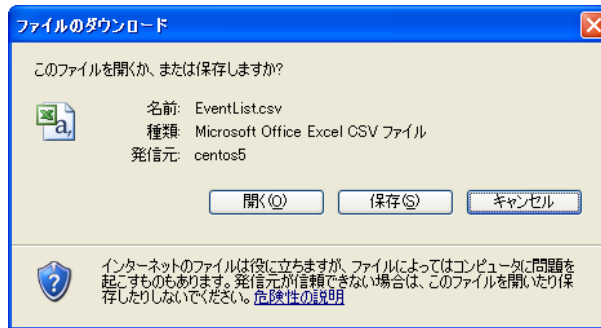 ファイルのダウンロード
このファイルを開くか、または保存しますか?
名前: EventList.csv
種類: Microsoft Office Excel CSV ファイル
発信元: centos5
開く(O) 保存(S) キャンセル
インターネットのファイルは役に立ちますが、ファイルによってはコンピュータに問題を
起こすものもあります。発信元が信頼できない場合は、このファイルを開いたり保
存したりしないでください。危険性の説明